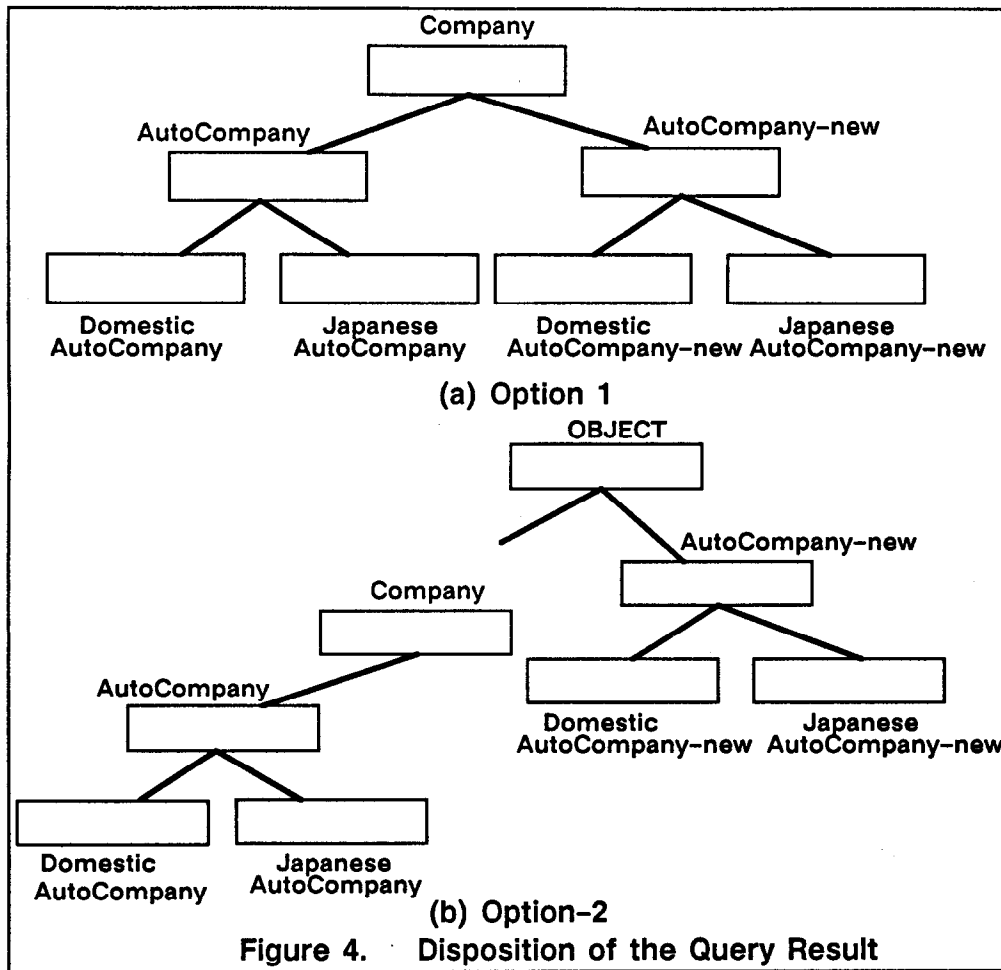 Company
AutoCompany
AutoCompany-new
Domestic
AutoCompany
Japanese
AutoCompany
Domestic
AutoCompany-new
Japanese
AutoCompany-new
(a) Option 1
OBJECT
AutoCompany-new
Company
AutoCompany
Domestic
AutoCompany-new
Japanese
AutoCompany-new
Domestic
AutoCompany
Japanese
AutoCompany
(b) Option-2
Figure 4. Disposition of the Query Result